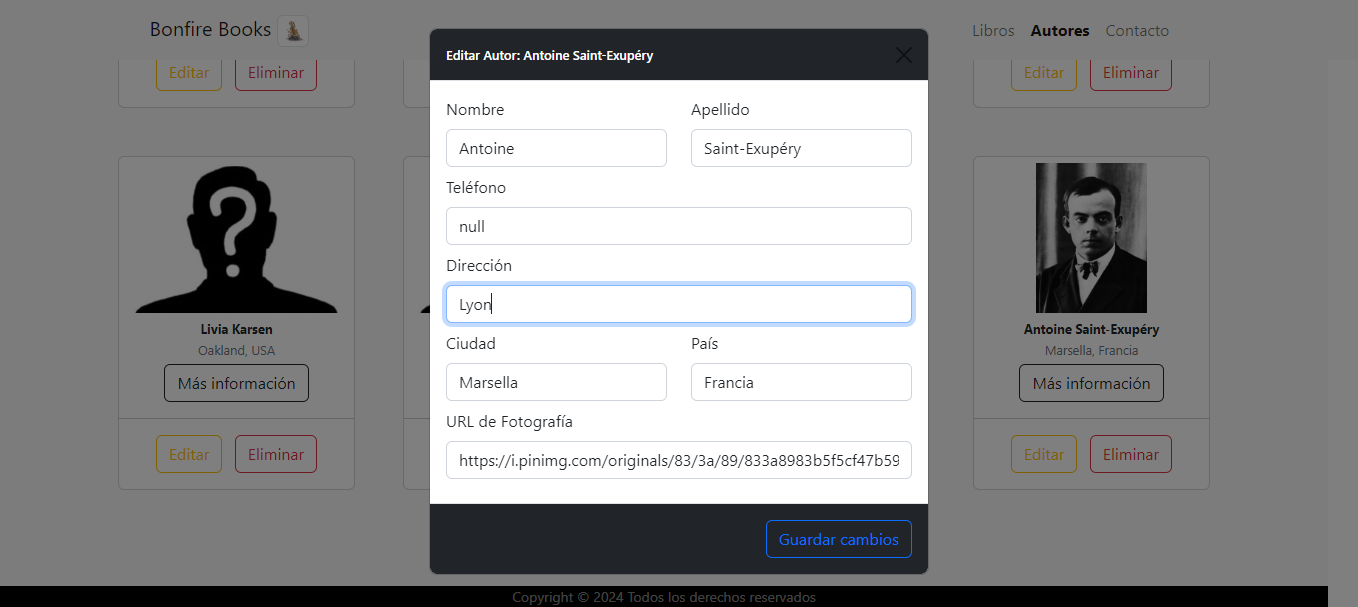 Bonfire Books
Libros Autores Contacto
Editar Autor: Antoine Saint-Exupéry
Editar Eliminar
Editar Eliminar
Nombre
Apellido
Antoine
Saint-Exupéry
Teléfono
null
Dirección
Lyon
Ciudad
País
Marsella
Francia
URL de Fotografía
https://i.pinimg.com/originals/83/3a/89/833a8983b5f5cf47b59
Guardar cambios
Livia Karsen
Oakland, USA
Más información
Editar Eliminar
Antoine Saint-Exupéry
Marsella, Francia
Más información
Editar Eliminar
Copyright © 2024 Todos los derechos reservados